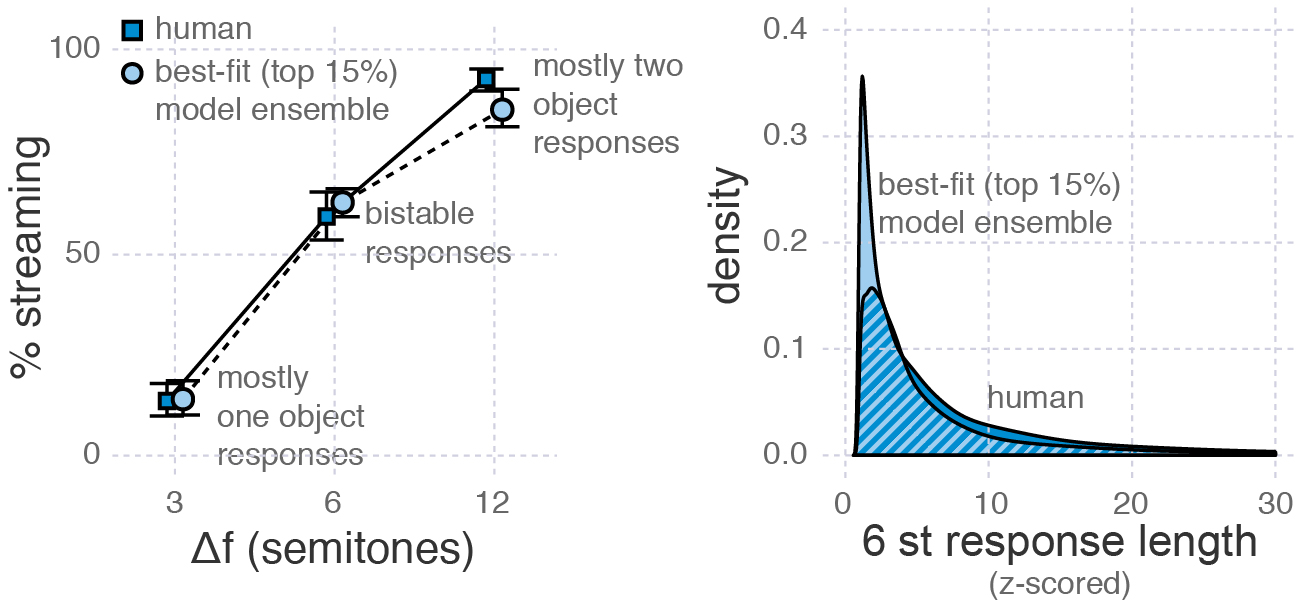 human
best-fit (top 15%)
model ensemble
100
50
0
% streaming
mostly two
object
responses
bistable
responses
mostly
one object
responses
3
6
12
Δf (semitones)
0.4
0.3
0.2
0.1
0.0
density
best-fit (top 15%)
model ensemble
human
0
10
20
30
6 st response length
(z-scored)